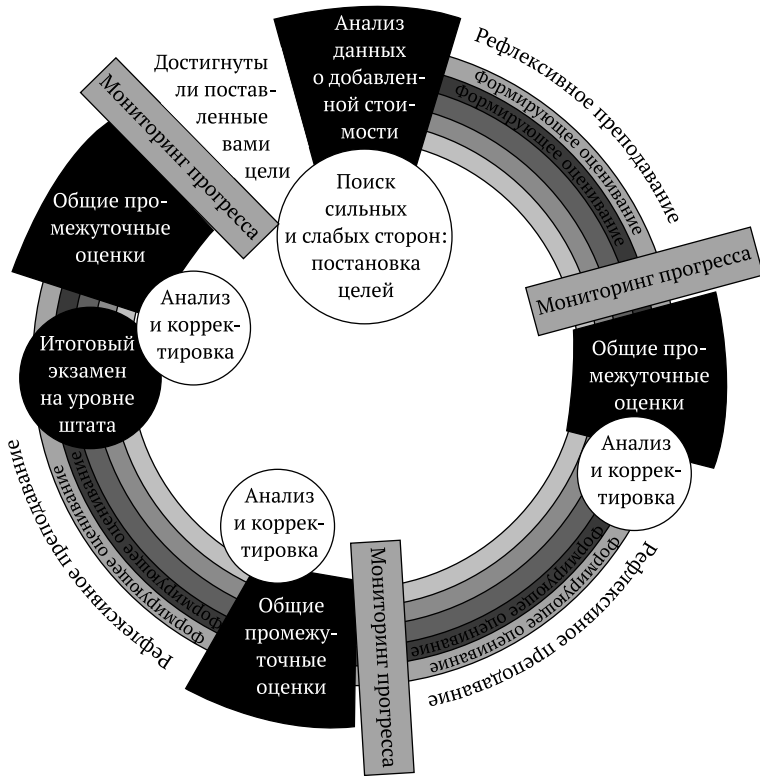 Анализ
данных
о добавлен-
ной стои-
мости
Поиск
сильных
и слабых сторон:
постановка
целей
Рефлексивное преподавание
Формирующее оценивание
Формирующее оценивание
Мониторинг прогресса
Общие про-
межуточные
оценки
Анализ
и коррек-
тировка
Рефлексивное преподавание
Формирующее оценивание
Формирующее оценивание
Мониторинг прогресса
Общие
промежу-
точные
оценки
Анализ
и коррек-
тировка
Рефлексивное преподавание
Формирующее оценивание
Формирующее оценивание
Итоговый
экзамен
на уровне
штата
Анализ
и коррек-
тировка
Общие про-
межуточные
оценки
Мониторинг прогресса
Достигнуты
ли постав-
ленные
вами
цели